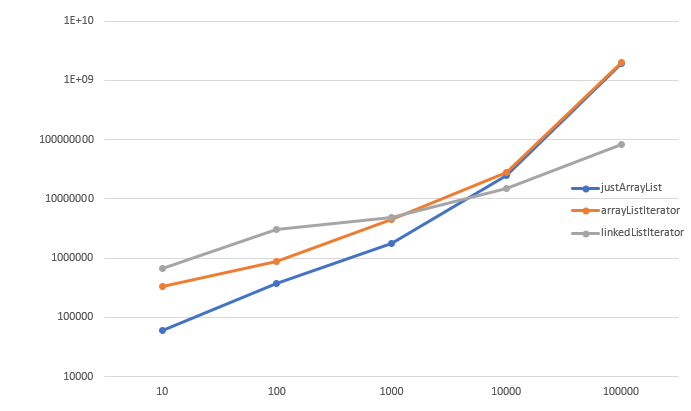 1E+10
1E+09
100000000
10000000
1000000
100000
10000
10 100 1000 10000 100000
justArrayList
arrayListIterator
linkedListIterator